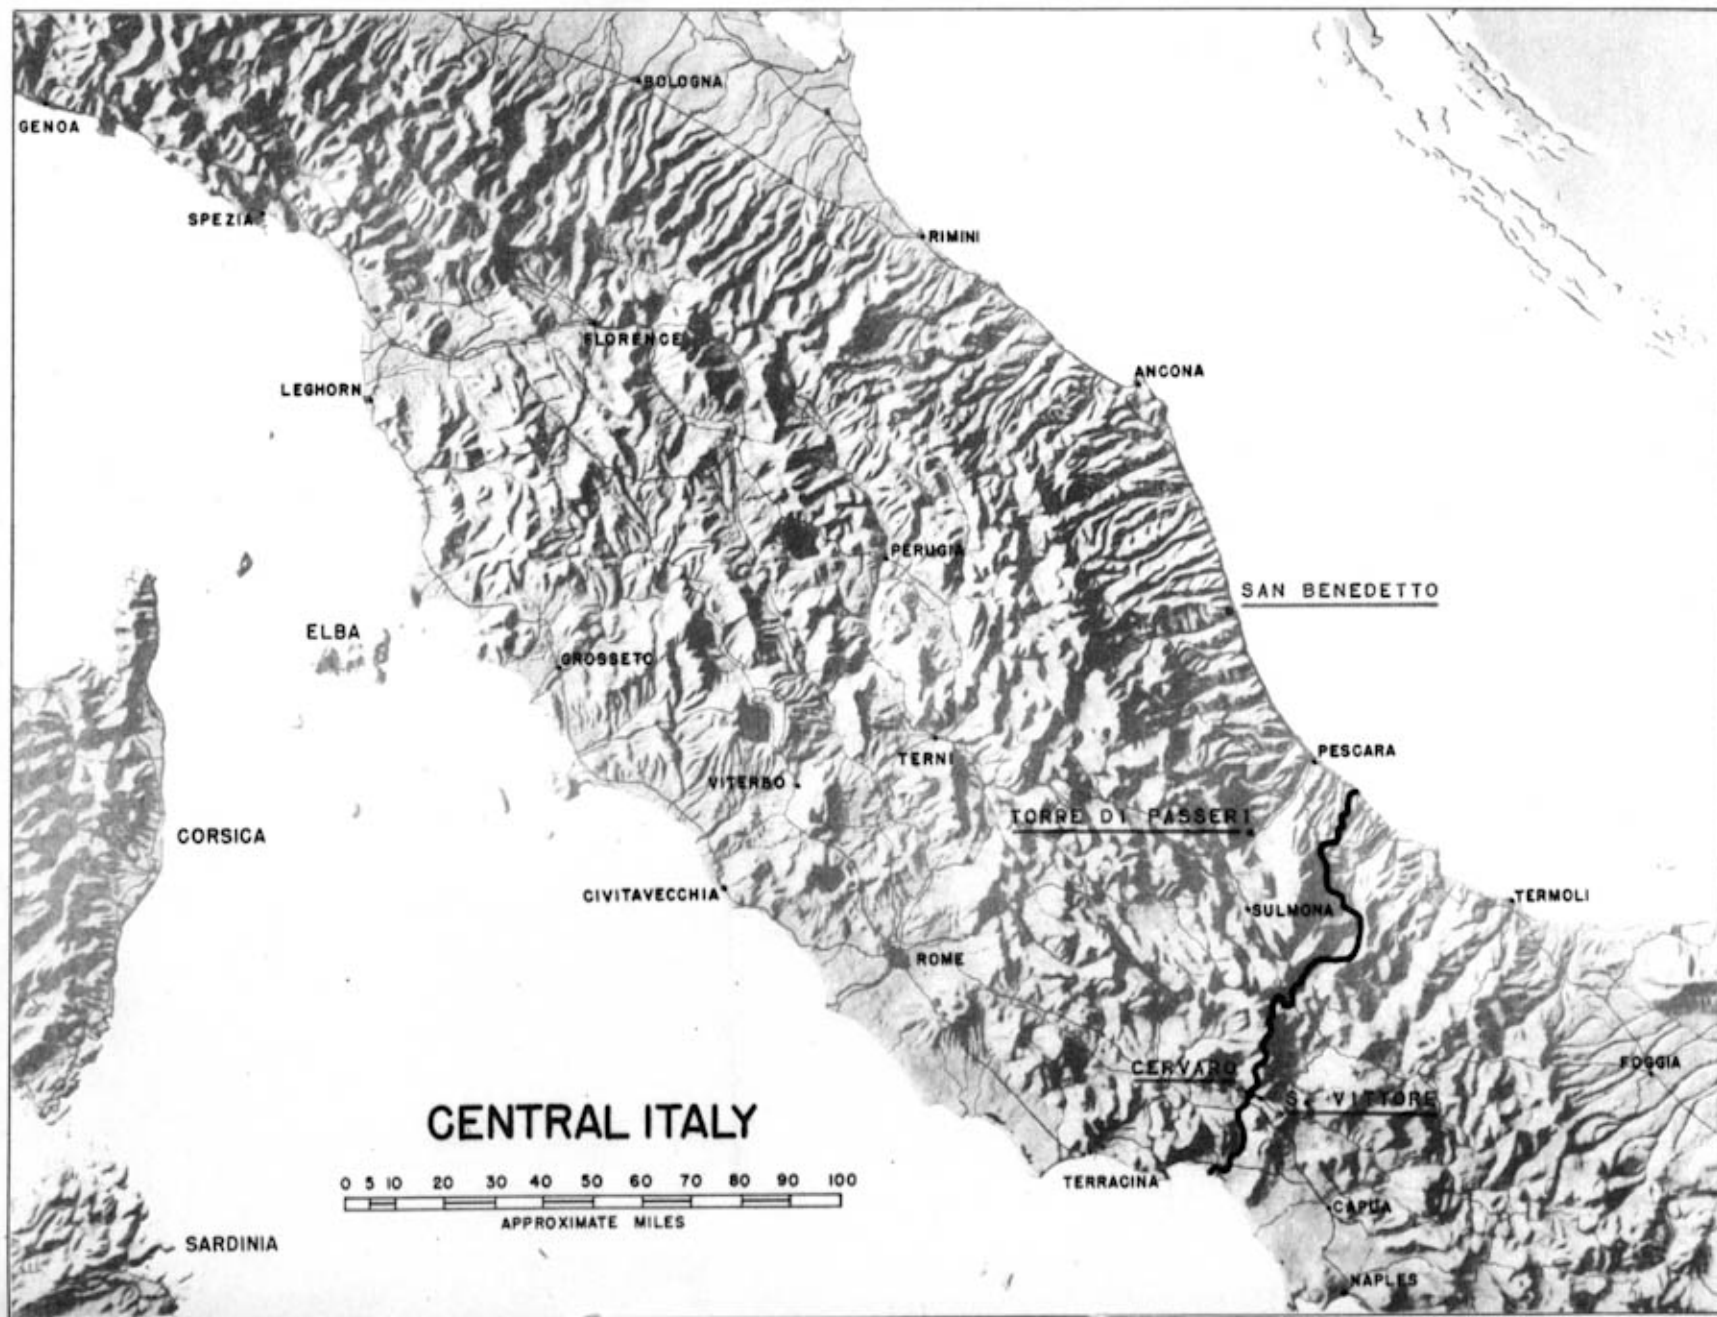 BOLOGNA
GENOA
SPEZIA
RIMINI
FLORENCE
ANCONA
LEGHORN
PERUGIA
SAN BENEDETTO
ELBA
GROSSETO
PESCARA
TERNI
VITERBO
TORRE DI PASSERI
CORSICA
CIVITAVECCHIA
TERMOLI
SULMONA
ROME
FOGGIA
CERVARO
S. VITTORE
CENTRAL ITALY
0 5 10 20 30 40 50 60 70 80 90 100
APPROXIMATE MILES
TERRACINA
CAPUA
SARDINIA
NAPLES